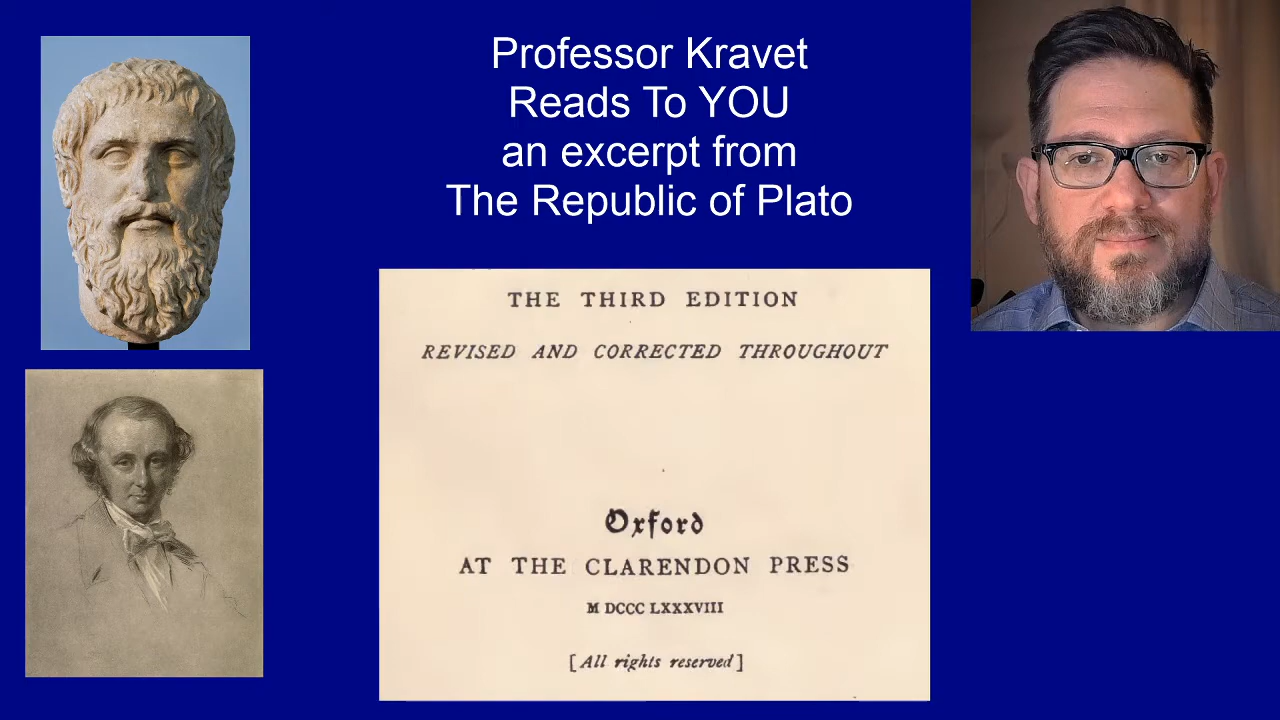 Professor Kravet
Reads To YOU
an excerpt from
The Republic of Plato
THE THIRD EDITION
REVISED AND CORRECTED THROUGHOUT
Oxford
AT THE CLARENDON PRESS
M DCCC LXXXVIII
[All rights reserved]